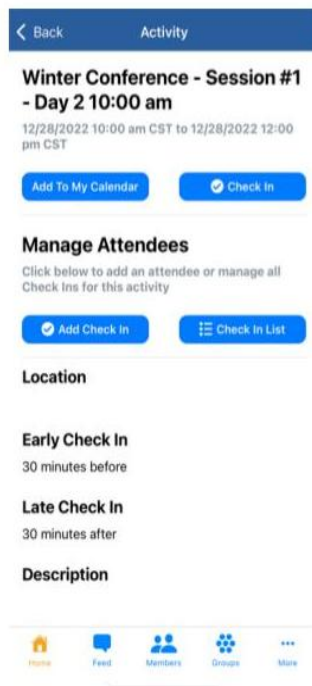 Back
Activity
Winter Conference - Session #1
- Day 2 10:00 am
12/28/2022 10:00 am CST to 12/28/2022 12:00
pm CST
Add To My Calendar
Check In
Manage Attendees
Click below to add an attendee or manage all
Check Ins for this activity
Add Check In
Check In List
Location
Early Check In
30 minutes before
Late Check In
30 minutes after
Description
Home
Feed
Members
Groups
More